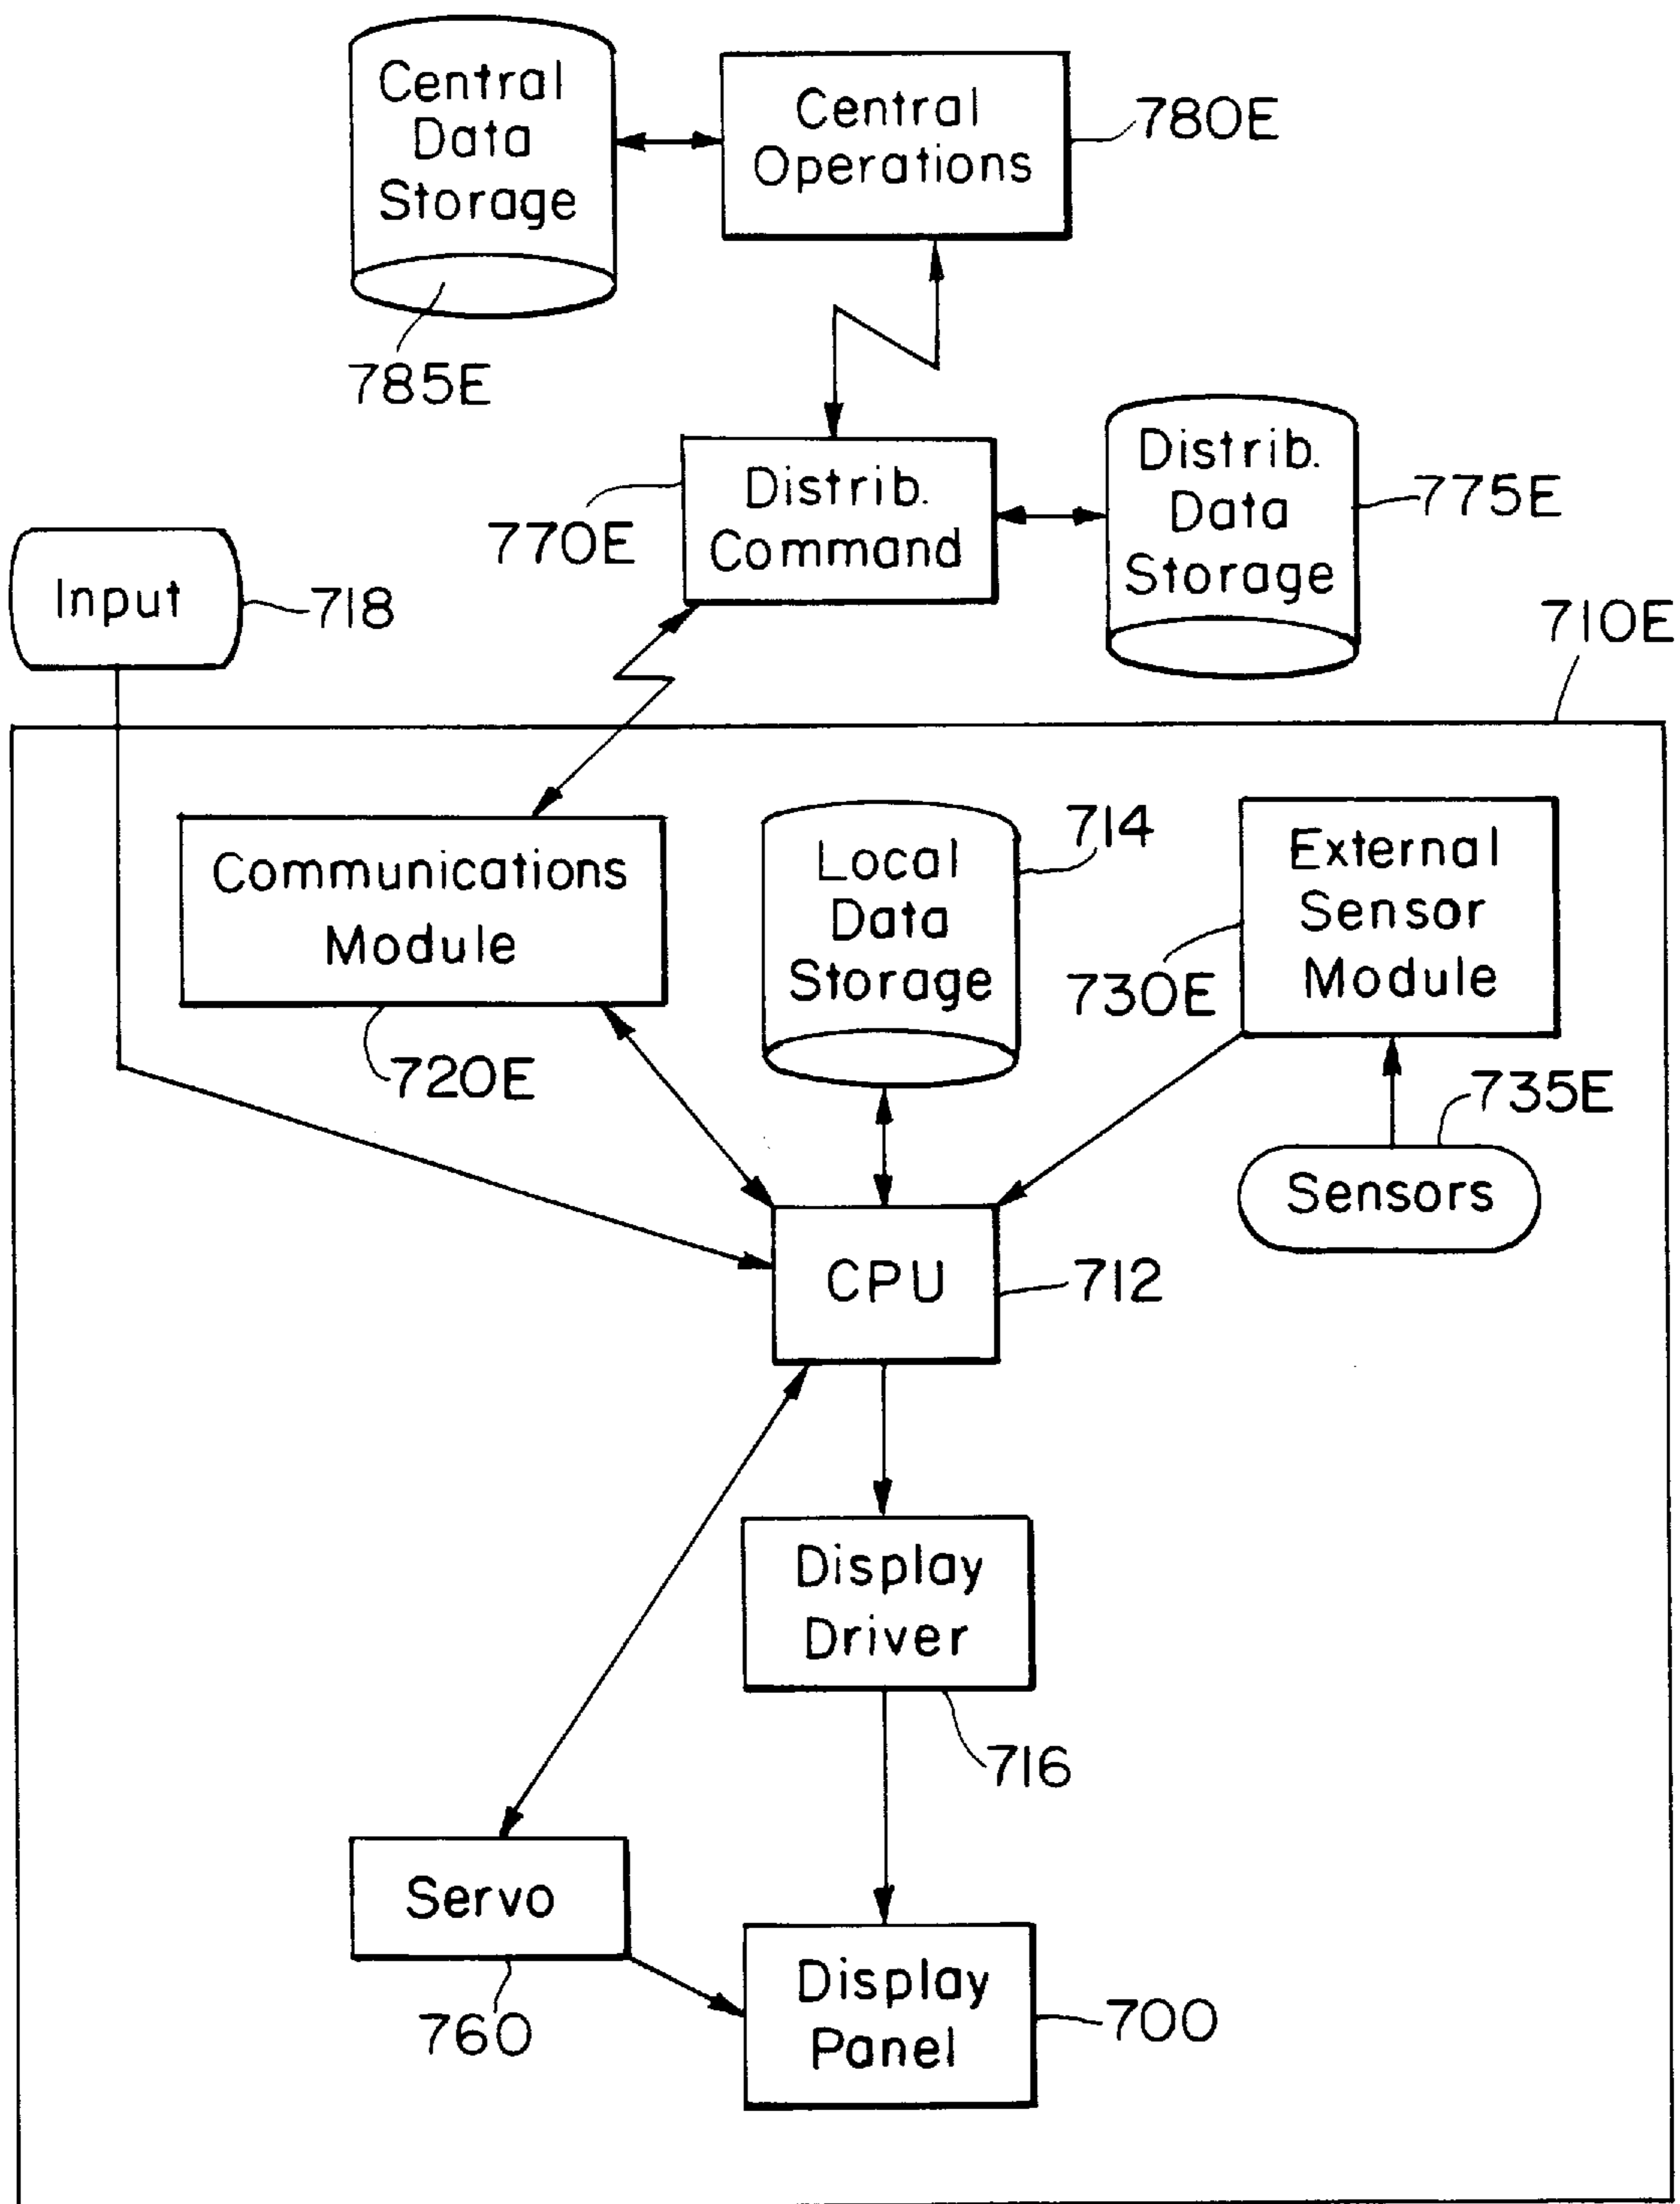 Central
Data
Storage
785E
Central
Operations
780E
Distrib.
Command
770E
Distrib.
Data
Storage
775E
Input
718
710E
Communications
Module
720E
Local
Data
Storage
714
External
Sensor
Module
730E
735E
Sensors
CPU
712
Display
Driver
716
Servo
760
Display
Panel
700